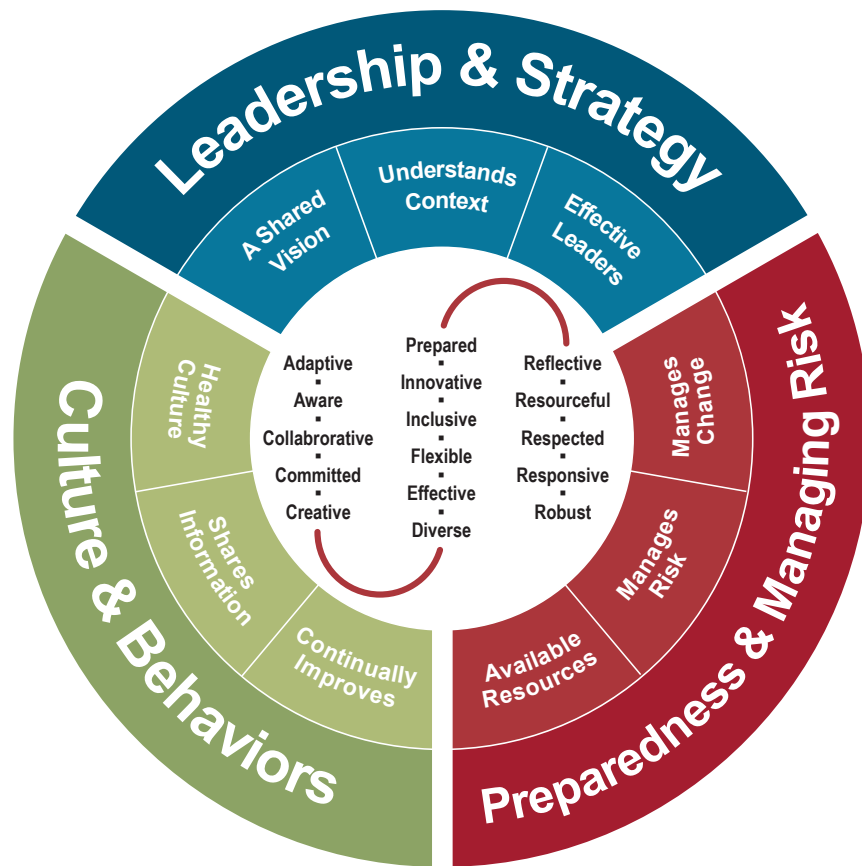 Leadership & Strategy
A Shared
Vision
Understands
Context
Effective
Leaders
Preparedness & Managing Risk
Manages
Change
Manages
Risk
Available
Resources
Culture & Behaviors
Healthy
Culture
Shares
Information
Continually
Improves
Adaptive
Aware
Collabrorative
Committed
Creative
Prepared
Innovative
Inclusive
Flexible
Effective
Diverse
Reflective
Resourceful
Respected
Responsive
Robust